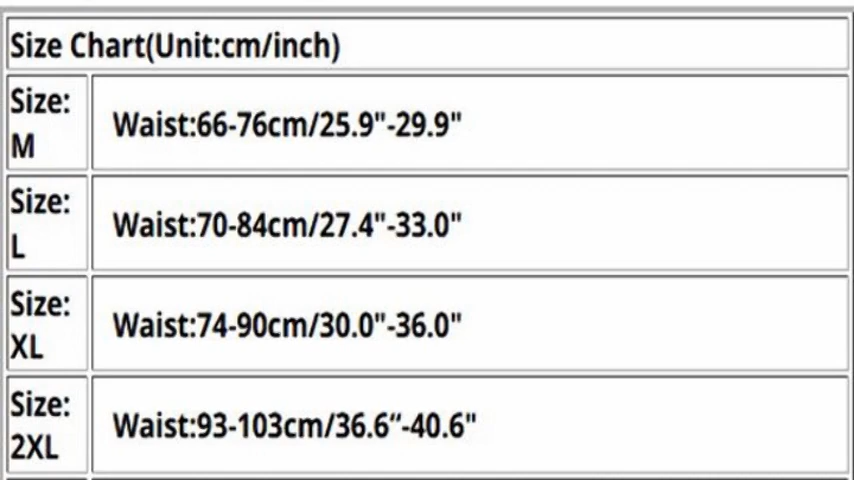 Size Chart(Unit:cm/inch)
Size:
M
Waist:66-76cm/25.9"-29.9"
Size:
L
Waist:70-84cm/27.4"-33.0"
Size:
XL
Waist:74-90cm/30.0"-36.0"
Size:
2XL
Waist:93-103cm/36.6“-40.6"